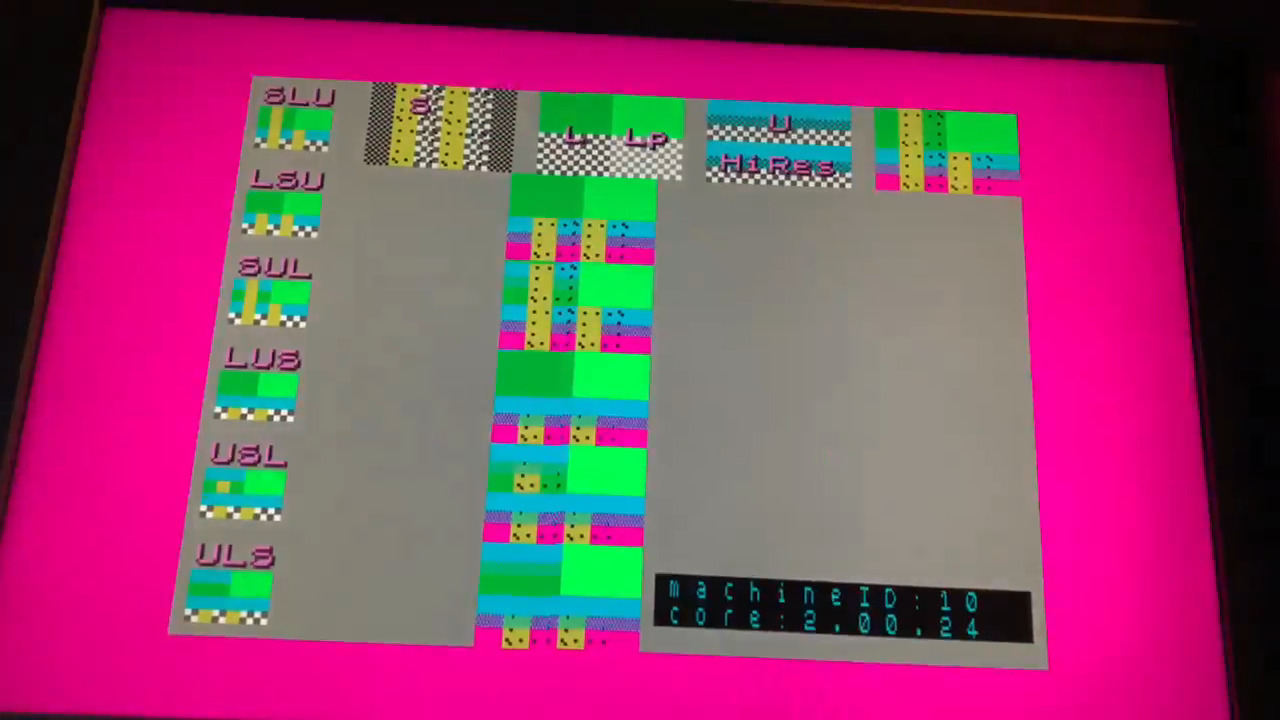 SLU
S
L Lp
U
HiRes
LSU
SUL
LUS
USL
ULS
machineID:10
core:2.00.24